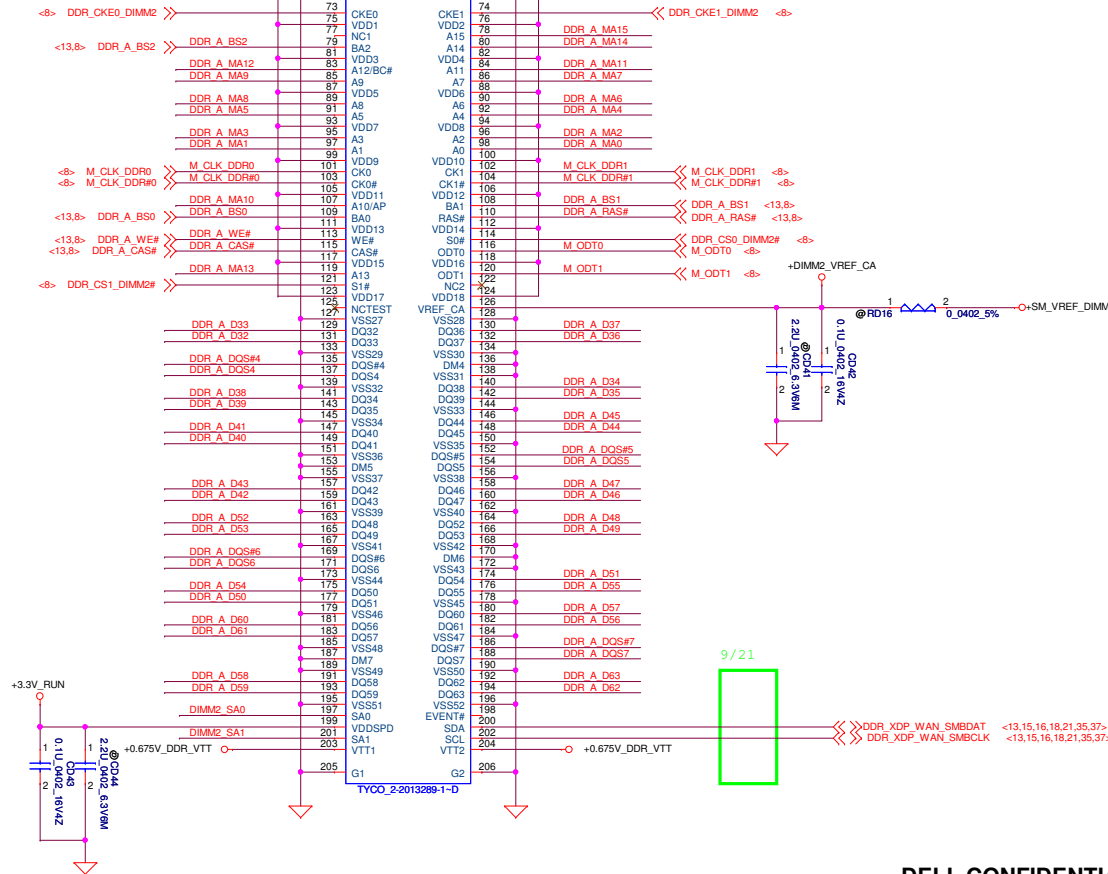 <8> DDR_CKE0_DIMM2 73 CKE0 CKE1 74 DDR_CKE1_DIMM2 <8>
75 VDD1 VDD2 76
77 NC1 A15 78 DDR_A_MA15
<13,8> DDR_A_BS2 DDR_A_BS2 79 BA2 A14 80 DDR_A_MA14
81 VDD3 VDD4 82
DDR_A_MA12 83 A12/BC# A11 84 DDR_A_MA11
DDR_A_MA9 85 A9 A7 86 DDR_A_MA7
87 VDD5 VDD6 88
DDR_A_MA8 89 A8 A6 90 DDR_A_MA6
DDR_A_MA5 91 A5 A4 92 DDR_A_MA4
93 VDD7 VDD8 94
DDR_A_MA3 95 A3 A2 96 DDR_A_MA2
DDR_A_MA1 97 A1 A0 98 DDR_A_MA0
99 VDD9 VDD10 100
<8> M_CLK_DDR0 M_CLK_DDR0 101 CK0 CK1 102 M_CLK_DDR1 M_CLK_DDR1 <8>
<8> M_CLK_DDR#0 M_CLK_DDR#0 103 CK0# CK1# 104 M_CLK_DDR#1 M_CLK_DDR#1 <8>
105 VDD11 VDD12 106
DDR_A_MA10 107 A10/AP BA1 108 DDR_A_BS1 DDR_A_BS1 <13,8>
<13,8> DDR_A_BS0 DDR_A_BS0 109 BA0 RAS# 110 DDR_A_RAS# DDR_A_RAS# <13,8>
111 VDD13 VDD14 112
<13,8> DDR_A_WE# DDR_A_WE# 113 WE# S0# 114 DDR_CS0_DIMM2# <8>
<13,8> DDR_A_CAS# DDR_A_CAS# 115 CAS# ODT0 116 M_ODT0 M_ODT0 <8>
117 VDD15 VDD16 118
DDR_A_MA13 119 A13 ODT1 120 M_ODT1 M_ODT1 <8>
<8> DDR_CS1_DIMM2# 121 S1# NC2 122
123 VDD17 VDD18 124
125 NCTEST VREF_CA 126
+DIMM2_VREF_CA
1 2
@RD16 0_0402_5% +SM_VREF_DIMM
127 VSS27 VSS28 128
DDR_A_D33 129 DQ32 DQ36 130 DDR_A_D37
DDR_A_D32 131 DQ33 DQ37 132 DDR_A_D36
133 VSS29 VSS30 134
DDR_A_DQS#4 135 DQS#4 DM4 136
DDR_A_DQS4 137 DQS4 VSS31 138
139 VSS32 DQ38 140 DDR_A_D34
DDR_A_D38 141 DQ34 DQ39 142 DDR_A_D35
DDR_A_D39 143 DQ35 VSS33 144
145 VSS34 DQ44 146 DDR_A_D45
DDR_A_D41 147 DQ40 DQ45 148 DDR_A_D44
DDR_A_D40 149 DQ41 VSS35 150
151 VSS36 DQS#5 152 DDR_A_DQS#5
153 DM5 DQS5 154 DDR_A_DQS5
155 VSS37 VSS38 156
DDR_A_D43 157 DQ42 DQ46 158 DDR_A_D47
DDR_A_D42 159 DQ43 DQ47 160 DDR_A_D46
161 VSS39 VSS40 162
DDR_A_D52 163 DQ48 DQ52 164 DDR_A_D48
DDR_A_D53 165 DQ49 DQ53 166 DDR_A_D49
167 VSS41 VSS42 168
DDR_A_DQS#6 169 DQS#6 DM6 170
DDR_A_DQS6 171 DQS6 VSS43 172
173 VSS44 DQ54 174 DDR_A_D51
DDR_A_D54 175 DQ50 DQ55 176 DDR_A_D55
DDR_A_D50 177 DQ51 VSS45 178
179 VSS46 DQ60 180 DDR_A_D57
DDR_A_D60 181 DQ56 DQ61 182 DDR_A_D56
DDR_A_D61 183 DQ57 VSS47 184
185 VSS48 DQS#7 186 DDR_A_DQS#7
187 DM7 DQS7 188 DDR_A_DQS7
189 VSS49 VSS50 190
DDR_A_D58 191 DQ58 DQ62 192 DDR_A_D63
DDR_A_D59 193 DQ59 DQ63 194 DDR_A_D62
195 VSS51 VSS52 196
DIMM2_SA0 197 SA0 EVENT# 198
199 VDDSPD SDA 200 DDR_XDP_WAN_SMBDAT <13,15,16,18,21,35,37>
DIMM2_SA1 201 SA1 SCL 202 DDR_XDP_WAN_SMBCLK <13,15,16,18,21,35,37>
+0.675V_DDR_VTT 203 VTT1 VTT2 204 +0.675V_DDR_VTT
205 G1 G2 206
TYCO_2-2013289-1~D
2.2U_0402_6.3V6M
@CD41
1 2
0.1U_0402_16V4Z
CD42
1 2
9/21
+3.3V_RUN
0.1U_0402_16V4Z
CD43
1 2
2.2U_0402_6.3V6M
@CD44
1 2